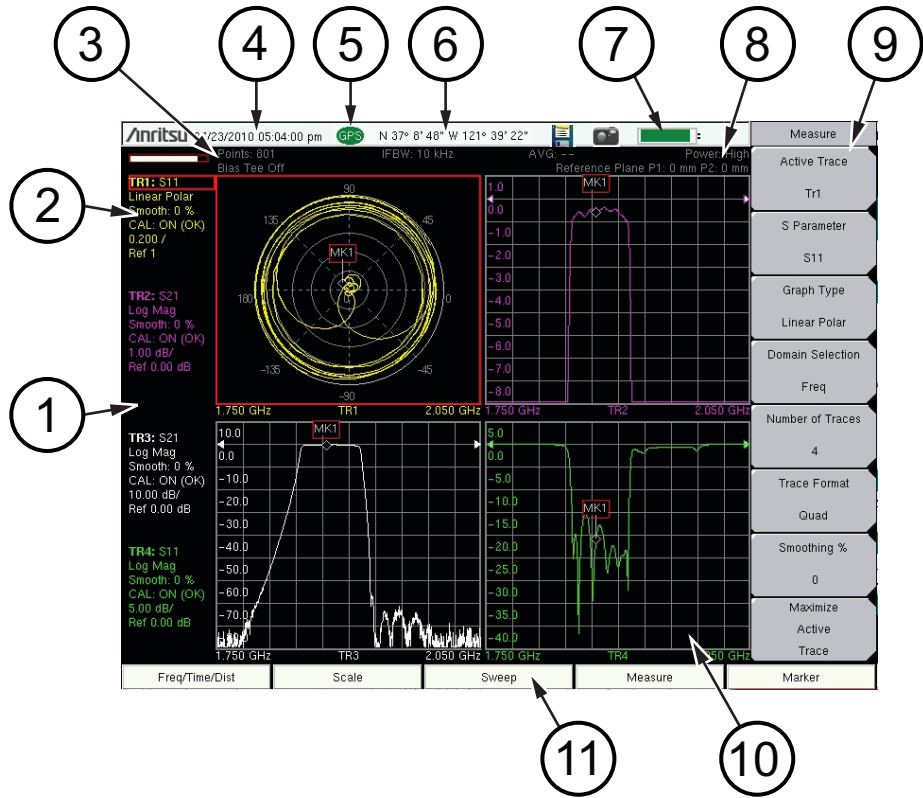 3
4
5
6
7
8
9
/Inritsu 05:04:00 pm GPS N 37° 8' 48" W 121° 39' 22"
Points: 801 IFBW: 10 kHz AVG: -- Power: High
Bias Tee Off Reference Plane P1: 0 mm P2: 0 mm
2
TR1: S11
Linear Polar
Smooth: 0 %
CAL: ON (OK)
0.200 /
Ref 1
TR2: S21
Log Mag
Smooth: 0 %
CAL: ON (OK)
1.00 dB/
Ref 0.00 dB
1
TR3: S21
Log Mag
Smooth: 0 %
CAL: ON (OK)
10.00 dB/
Ref 0.00 dB
TR4: S11
Log Mag
Smooth: 0 %
CAL: ON (OK)
5.00 dB/
Ref 0.00 dB
90
135 45
MK1
180 0 0
-135 -45
-90
1.750 GHz TR1 2.050 GHz
MK1
1.0
0.0
-1.0
-2.0
-3.0
-4.0
-5.0
-6.0
-7.0
-8.0
1.750 GHz TR2 2.050 GHz
MK1
10.0
0.0
-10.0
-20.0
-30.0
-40.0
-50.0
-60.0
-70.0
1.750 GHz TR3 2.050 GHz
5.0
0.0
-5.0
-10.0
MK1
-15.0
-20.0
-25.0
-30.0
-35.0
-40.0
1.750 GHz TR4 050 GHz
Measure
Active Trace
Tr1
S Parameter
S11
Graph Type
Linear Polar
Domain Selection
Freq
Number of Traces
4
Trace Format
Quad
Smoothing %
0
Maximize
Active
Trace
Freq/Time/Dist Scale Sweep Measure Marker
11
10